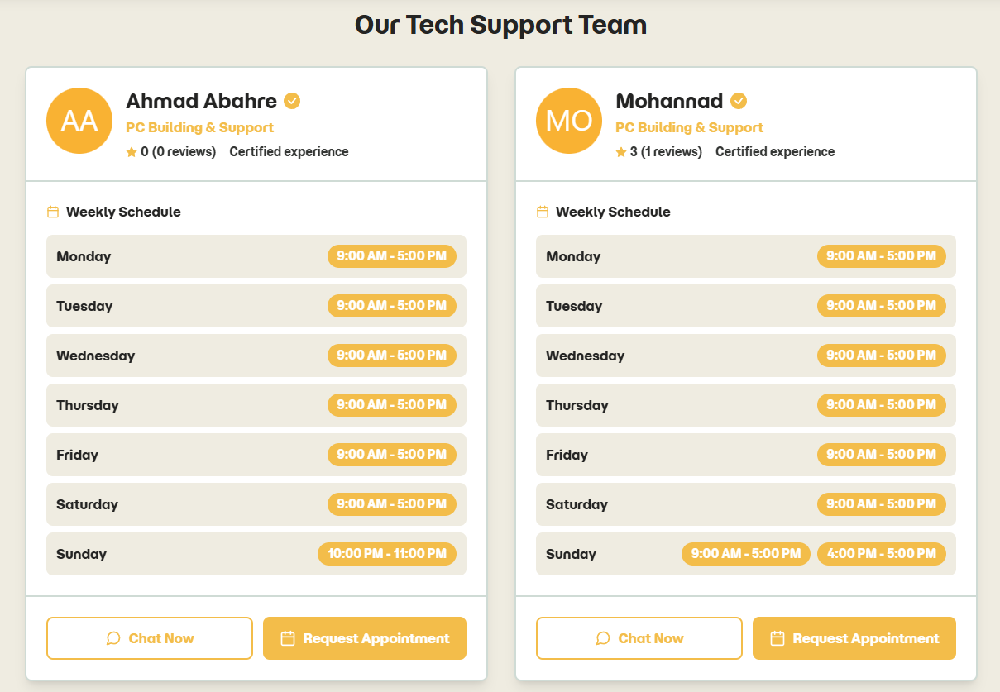 Our Tech Support Team
AA
Ahmad Abahre
PC Building & Support
0 (0 reviews) Certified experience
Weekly Schedule
Monday 9:00 AM - 5:00 PM
Tuesday 9:00 AM - 5:00 PM
Wednesday 9:00 AM - 5:00 PM
Thursday 9:00 AM - 5:00 PM
Friday 9:00 AM - 5:00 PM
Saturday 9:00 AM - 5:00 PM
Sunday 10:00 PM - 11:00 PM
Chat Now Request Appointment
MO
Mohannad
PC Building & Support
3 (1 reviews) Certified experience
Weekly Schedule
Monday 9:00 AM - 5:00 PM
Tuesday 9:00 AM - 5:00 PM
Wednesday 9:00 AM - 5:00 PM
Thursday 9:00 AM - 5:00 PM
Friday 9:00 AM - 5:00 PM
Saturday 9:00 AM - 5:00 PM
Sunday 9:00 AM - 5:00 PM 4:00 PM - 5:00 PM
Chat Now Request Appointment